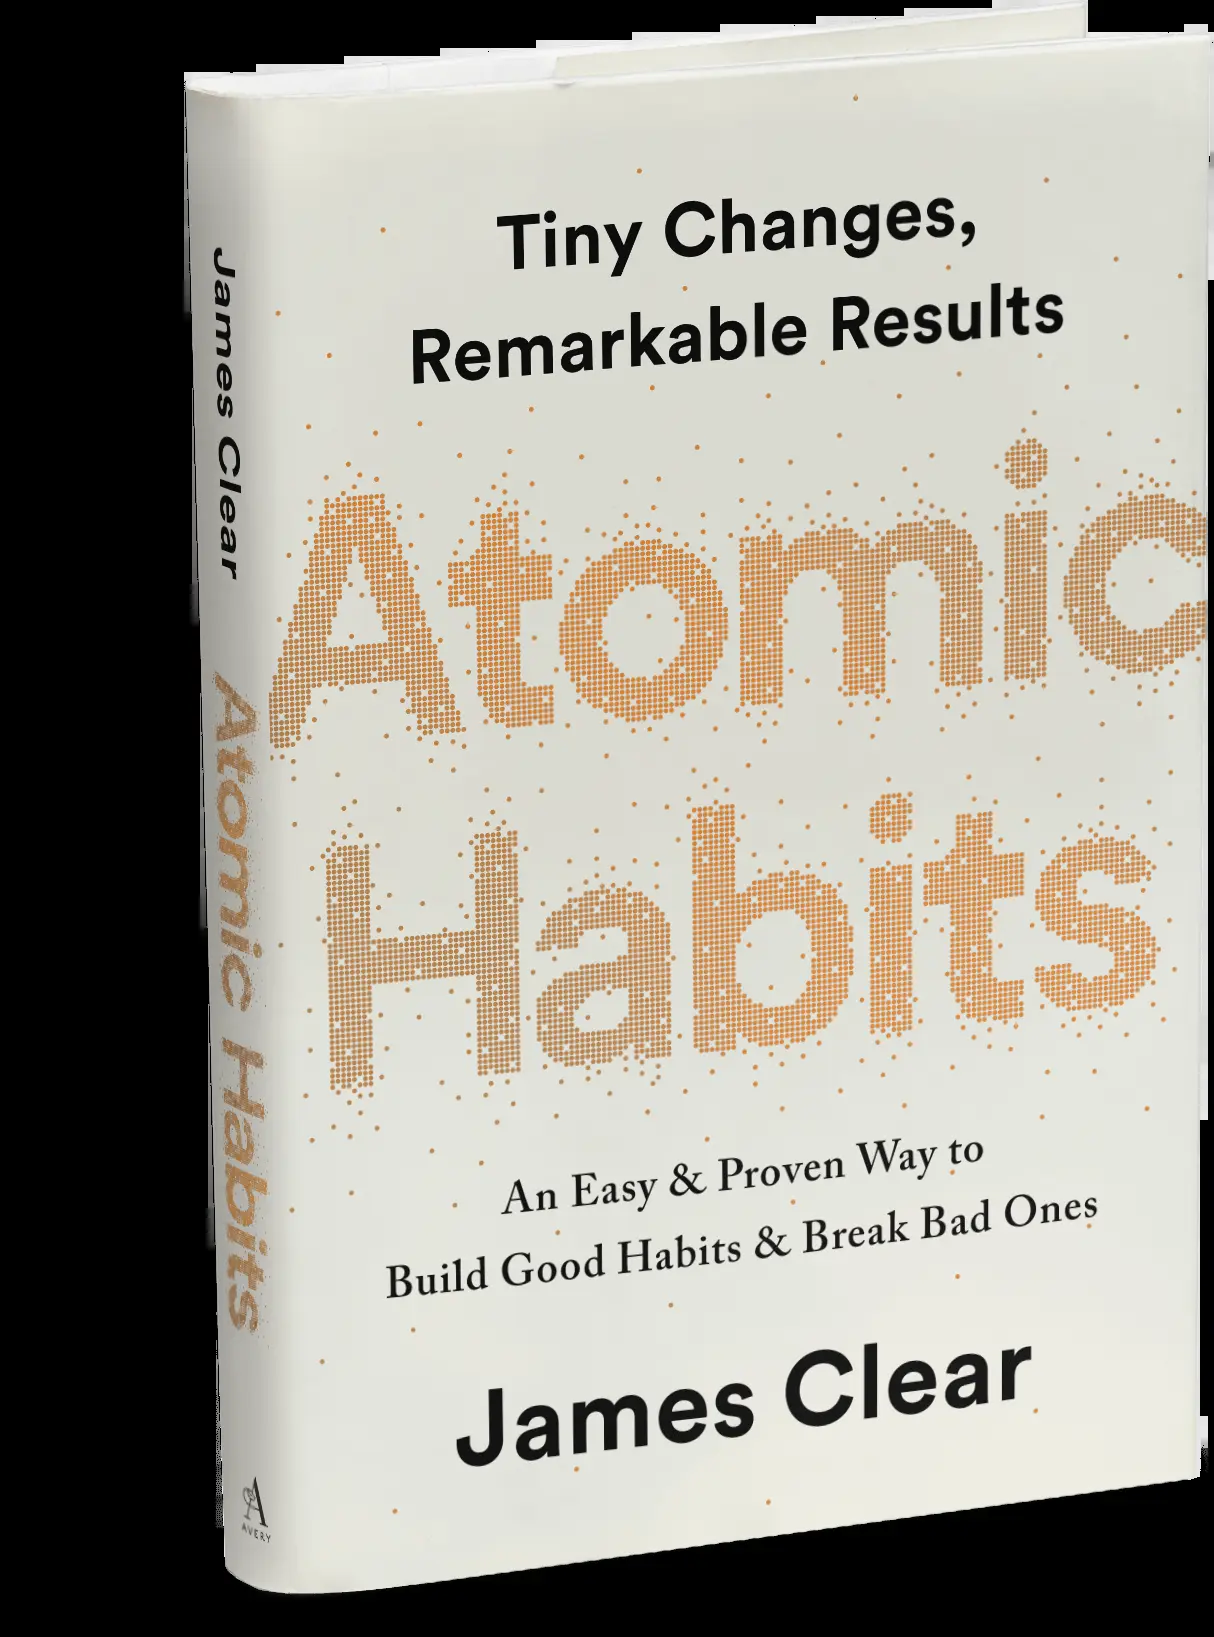 Tiny Changes,
Remarkable Results
Atomic
Habits
An Easy & Proven Way to
Build Good Habits & Break Bad Ones
James Clear
James Clear
Atomic Habits
A
AVERY